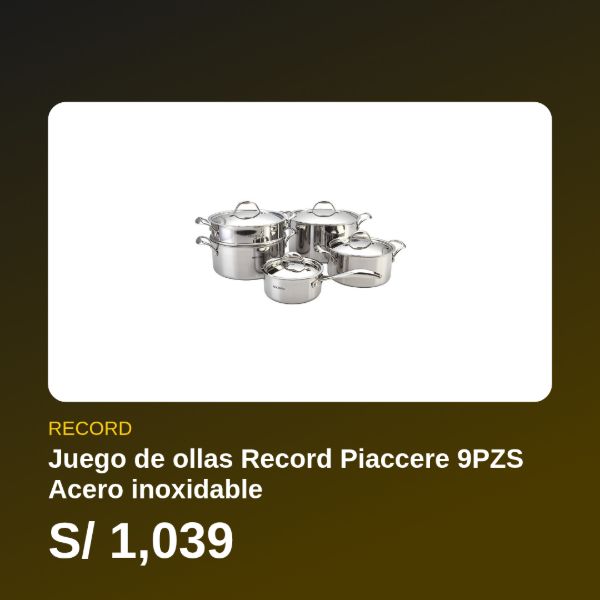 RECORD
Juego de ollas Record Piaccere 9PZS
Acero inoxidable
S/ 1,039